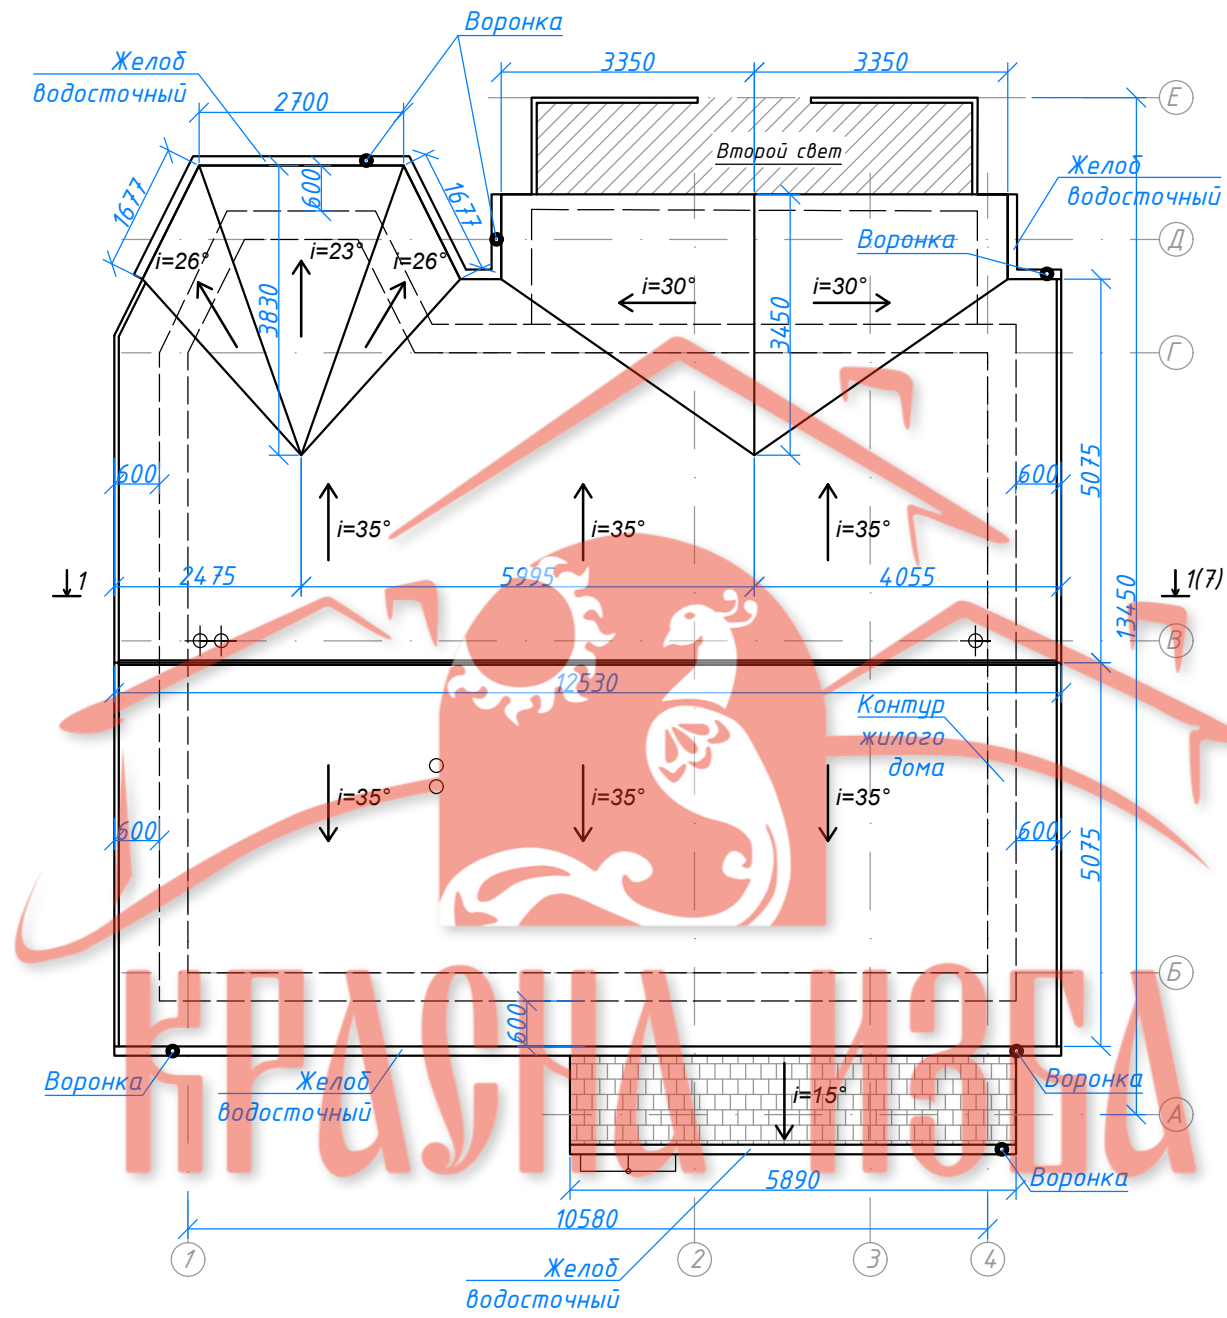 Воронка
Желоб
водосточный
3350
3350
2700
Е
Второй свет
Желоб
водосточный
600
1677
1677
Воронка
Д
i=26°
i=23°
i=26°
i=30°
i=30°
3830
3450
Г
600
600
5075
i=35°
i=35°
i=35°
1
2475
5995
4055
1(7)
13450
В
12530
Контур
жилого
дома
i=35°
i=35°
i=35°
600
600
5075
Б
600
КРАСНА ИЗБА
Воронка
Желоб
водосточный
i=15°
Воронка
А
5890
Воронка
10580
1
2
3
4
Желоб
водосточный